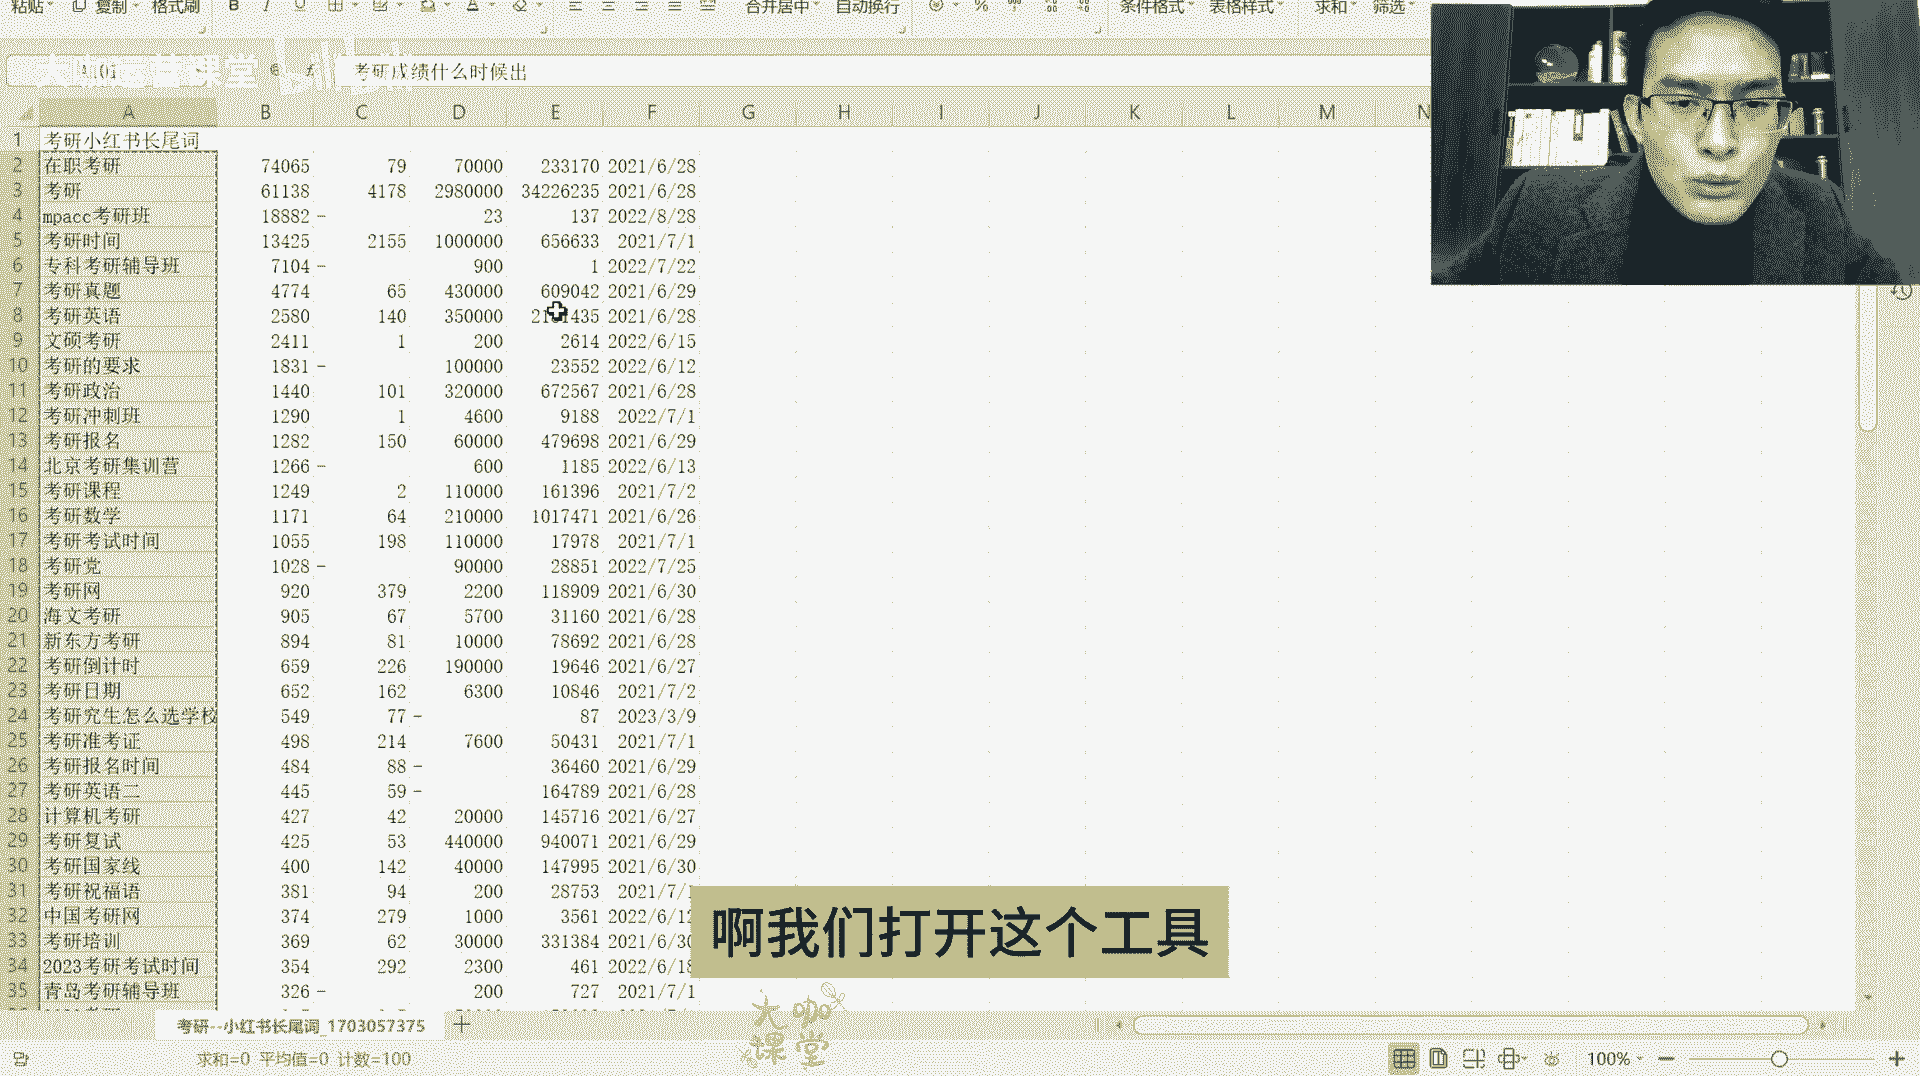 粘贴 复制 格式刷 B I U A 合并居中 自动换行 % 条件格式 表格样式 求和 筛选
考研成绩什么时候出
A B C D E F G H I J K L M N
1 考研小红书长尾词
2 在职考研 74065 79 70000 233170 2021/6/28
3 考研 61138 4178 2980000 34226235 2021/6/28
4 mpacc考研班 18882 - 23 137 2022/8/28
5 考研时间 13425 2155 1000000 656633 2021/7/1
6 专科考研辅导班 7104 - 900 1 2022/7/22
7 考研真题 4774 65 430000 609042 2021/6/29
8 考研英语 2580 140 350000 2021/6/28
9 文硕考研 2411 1 200 2614 2022/6/15
10 考研的要求 1831 - 100000 23552 2022/6/12
11 考研政治 1440 101 320000 672567 2021/6/28
12 考研冲刺班 1290 1 4600 9188 2022/7/1
13 考研报名 1282 150 60000 479698 2021/6/29
14 北京考研集训营 1266 - 600 1185 2022/6/13
15 考研课程 1249 2 110000 161396 2021/7/2
16 考研数学 1171 64 210000 1017471 2021/6/26
17 考研考试时间 1055 198 110000 17978 2021/7/1
18 考研党 1028 - 90000 28851 2022/7/25
19 考研网 920 379 2200 118909 2021/6/30
20 海文考研 905 67 5700 31160 2021/6/28
21 新东方考研 894 81 10000 78692 2021/6/28
22 考研倒计时 659 226 190000 19646 2021/6/27
23 考研日期 652 162 6300 10846 2021/7/2
24 考研究生怎么选学校 549 77 - 87 2023/3/9
25 考研准考证 498 214 7600 50431 2021/7/1
26 考研报名时间 484 88 - 36460 2021/6/29
27 考研英语二 445 59 - 164789 2021/6/28
28 计算机考研 427 42 20000 145716 2021/6/27
29 考研复试 425 53 440000 940071 2021/6/29
30 考研国家线 400 142 40000 147995 2021/6/30
31 考研祝福语 381 94 200 28753 2021/7/
32 中国考研网 374 279 1000 3561 2022/6/12
33 考研培训 369 62 30000 331384 2021/6/30
34 2023考研考试时间 354 292 2300 461 2022/6/18
35 青岛考研辅导班 326 - 200 727 2021/7/1
啊我们打开这个工具
大咖课堂
考研--小红书长尾词_1703057375
求和=0 平均值=0 计数=100 100%